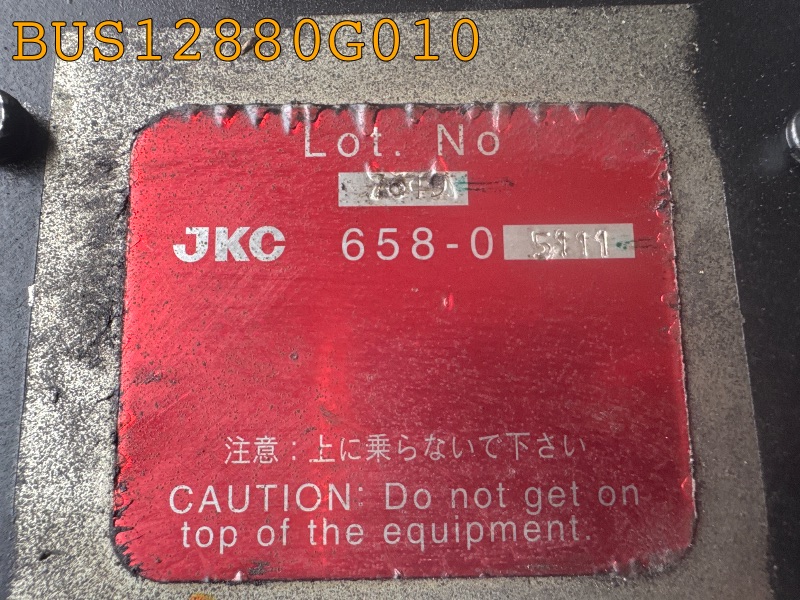 BUS12880G010
Lot. No
JKC 658-0 5111
注意：上に乗らないで下さい
CAUTION: Do not get on
top of the equipment.